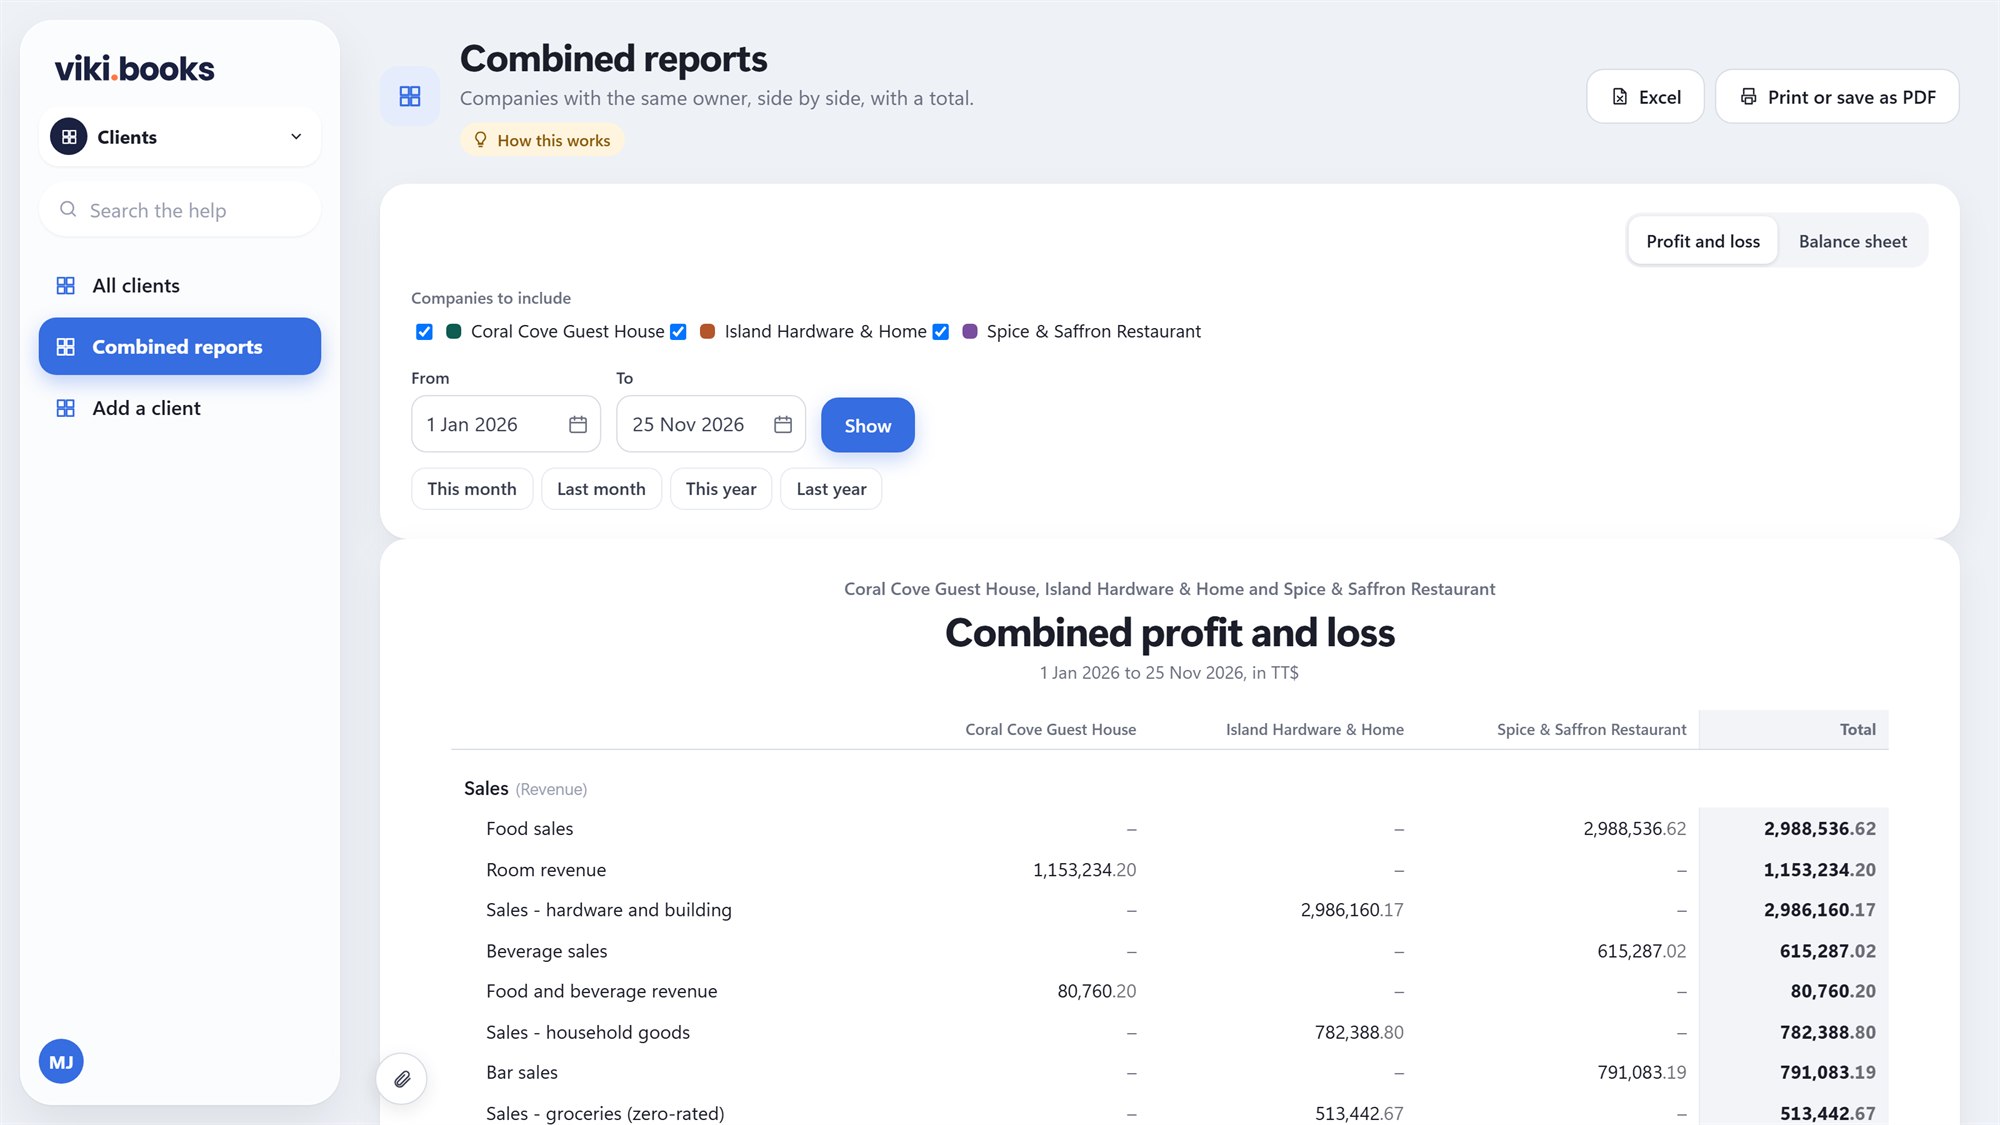 viki.books
Clients
Search the help
All clients
Combined reports
Add a client
MJ
Combined reports
Companies with the same owner, side by side, with a total.
How this works
Excel
Print or save as PDF
Profit and loss
Balance sheet
Companies to include
Coral Cove Guest House Island Hardware & Home Spice & Saffron Restaurant
From To
1 Jan 2026 25 Nov 2026 Show
This month Last month This year Last year
Coral Cove Guest House, Island Hardware & Home and Spice & Saffron Restaurant
Combined profit and loss
1 Jan 2026 to 25 Nov 2026, in TT$
Coral Cove Guest House Island Hardware & Home Spice & Saffron Restaurant Total
Sales (Revenue)
Food sales – – 2,988,536.62 2,988,536.62
Room revenue 1,153,234.20 – – 1,153,234.20
Sales - hardware and building – 2,986,160.17 – 2,986,160.17
Beverage sales – – 615,287.02 615,287.02
Food and beverage revenue 80,760.20 – – 80,760.20
Sales - household goods – 782,388.80 – 782,388.80
Bar sales – – 791,083.19 791,083.19
Sales - groceries (zero-rated) – 513,442.67 – 513,442.67